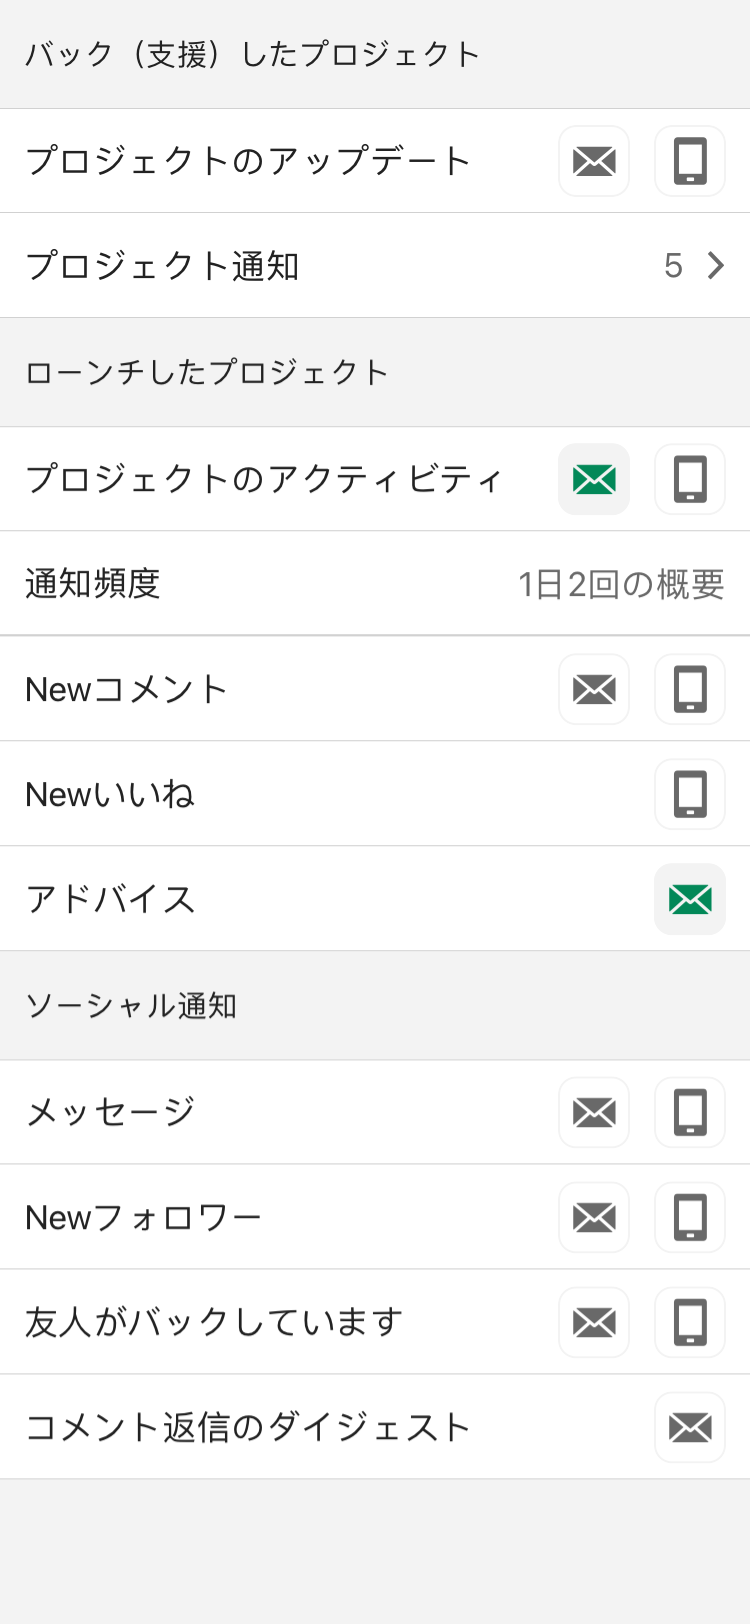 バック（支援）したプロジェクト
プロジェクトのアップデート
プロジェクト通知 5
ローンチしたプロジェクト
プロジェクトのアクティビティ
通知頻度 1日2回の概要
Newコメント
Newいいね
アドバイス
ソーシャル通知
メッセージ
Newフォロワー
友人がバックしています
コメント返信のダイジェスト